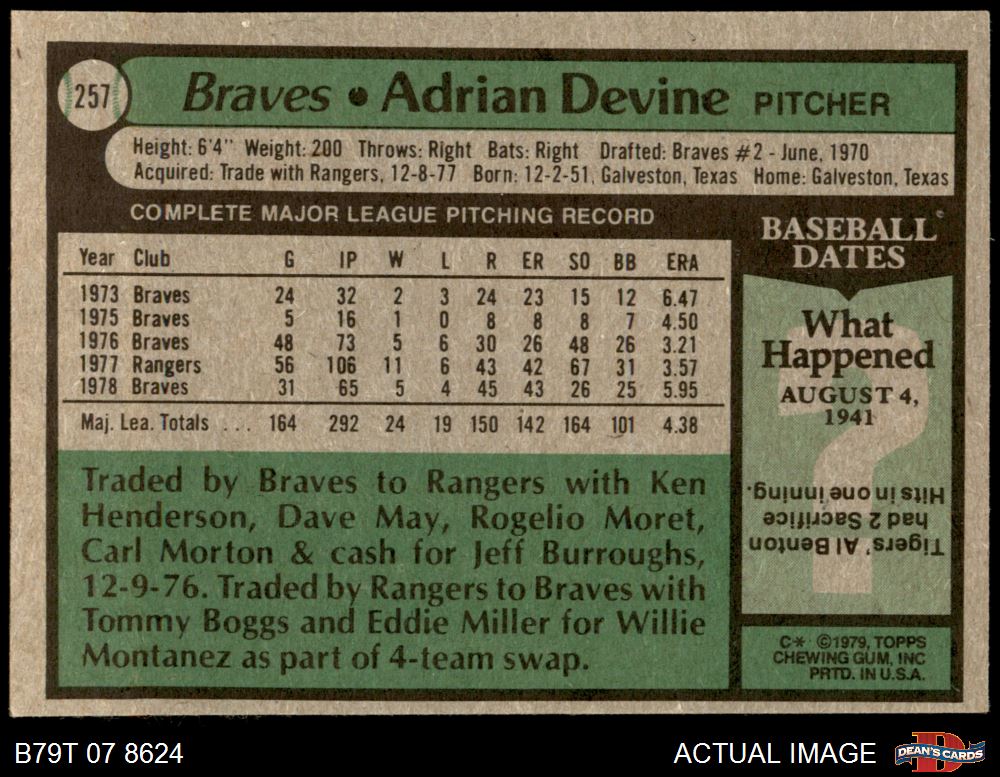 257
Braves • Adrian Devine PITCHER
Height: 6'4" Weight: 200 Throws: Right Bats: Right Drafted: Braves #2 - June, 1970
Acquired: Trade with Rangers, 12-8-77 Born: 12-2-51, Galveston, Texas Home: Galveston, Texas
COMPLETE MAJOR LEAGUE PITCHING RECORD
Year Club G IP W L R ER SO BB ERA
1973 Braves 24 32 2 3 24 23 15 12 6.47
1975 Braves 5 16 1 0 8 8 8 7 4.50
1976 Braves 48 73 5 6 30 26 48 26 3.21
1977 Rangers 56 106 11 6 43 42 67 31 3.57
1978 Braves 31 65 5 4 45 43 26 25 5.95
Maj. Lea. Totals ... 164 292 24 19 150 142 164 101 4.38
Traded by Braves to Rangers with Ken
Henderson, Dave May, Rogelio Moret,
Carl Morton & cash for Jeff Burroughs,
12-9-76. Traded by Rangers to Braves with
Tommy Boggs and Eddie Miller for Willie
Montanez as part of 4-team swap.
BASEBALL
DATES
What
Happened
AUGUST 4,
1941
?
Tigers' Al Benton
had 2 Sacrifice
Hits in one inning.
C* ©1979, TOPPS
CHEWING GUM, INC
PRTD. IN U.S.A.
B79T 07 8624
ACTUAL IMAGE
D
DEAN'S CARDS